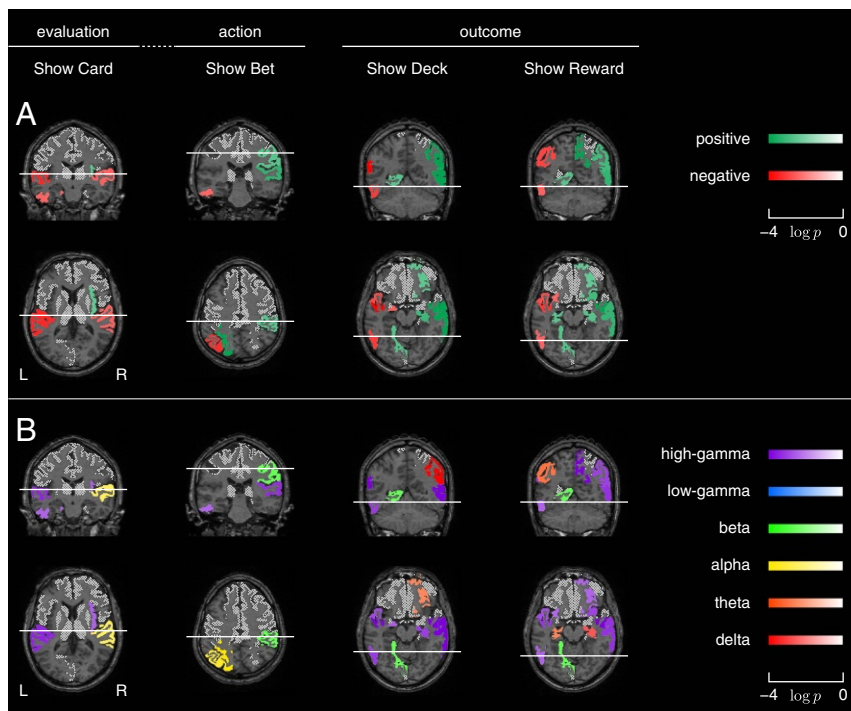 evaluation action outcome
Show Card Show Bet Show Deck Show Reward
A
positive
negative
−4 log p 0
L R
B
high-gamma
low-gamma
beta
alpha
theta
delta
L R
−4 log p 0